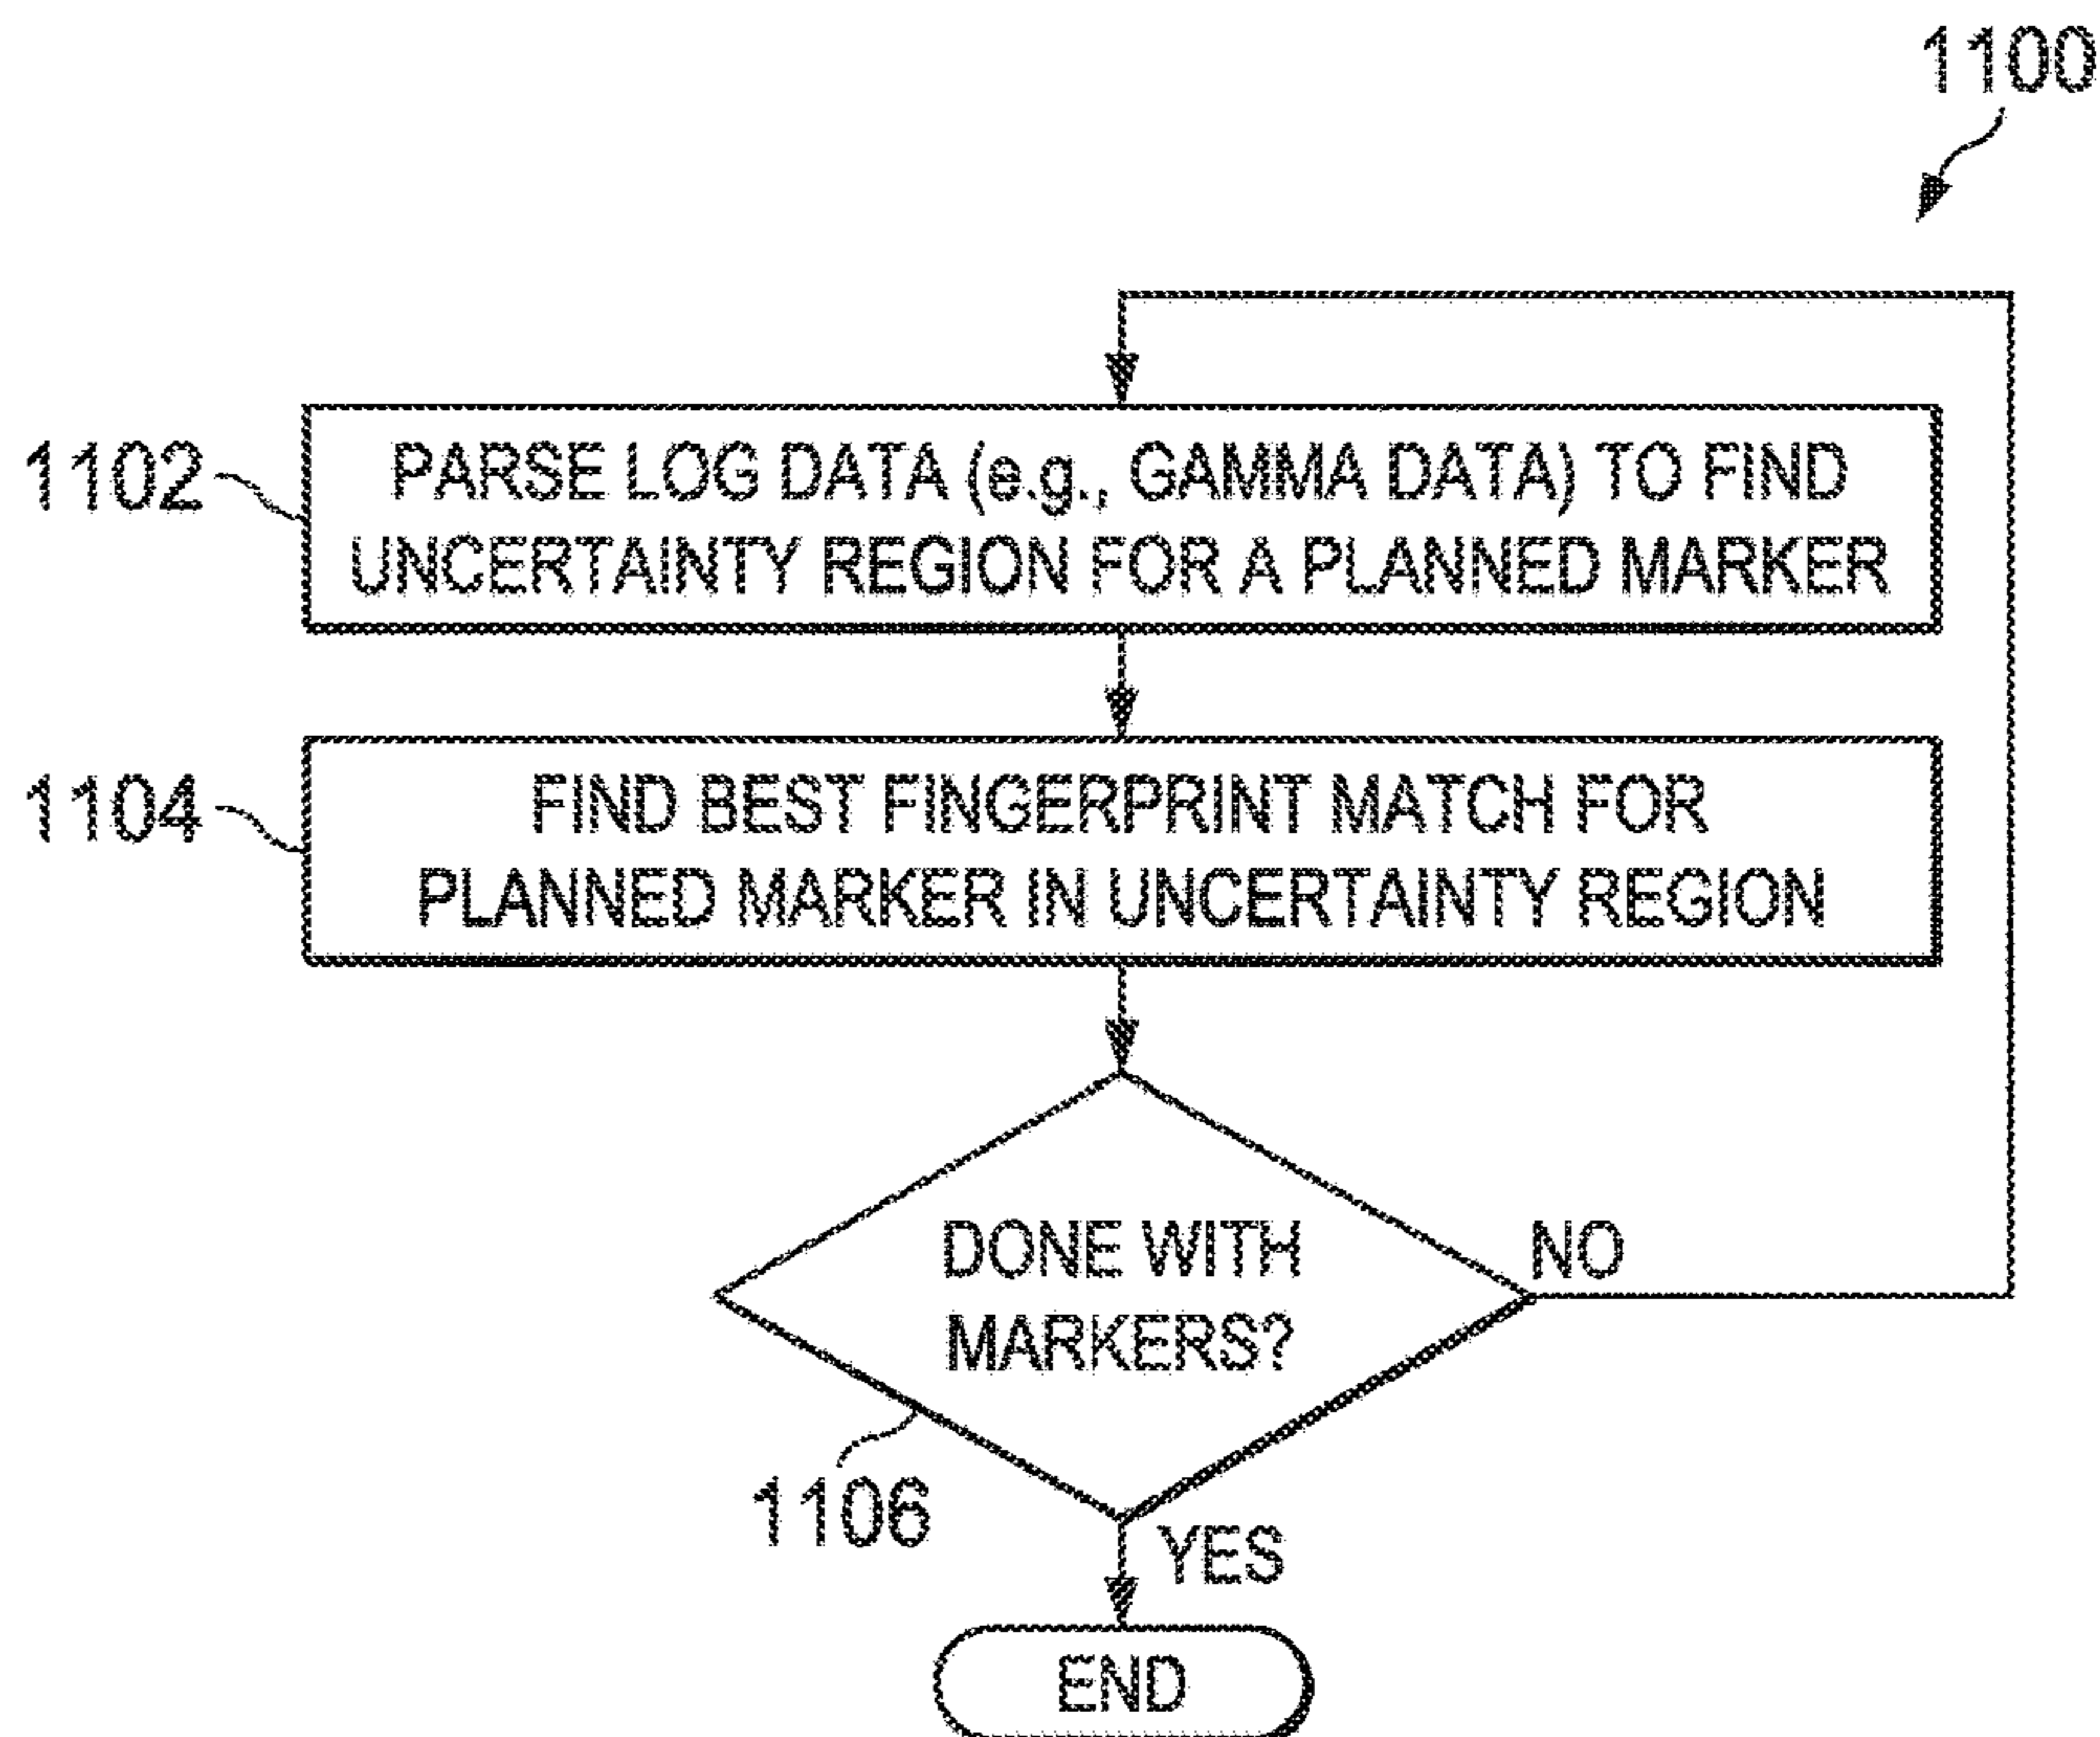 1100
1102
PARSE LOG DATA (e.g., GAMMA DATA) TO FIND
UNCERTAINTY REGION FOR A PLANNED MARKER
1104
FIND BEST FINGERPRINT MATCH FOR
PLANNED MARKER IN UNCERTAINTY REGION
DONE WITH
MARKERS?
NO
1106
YES
END